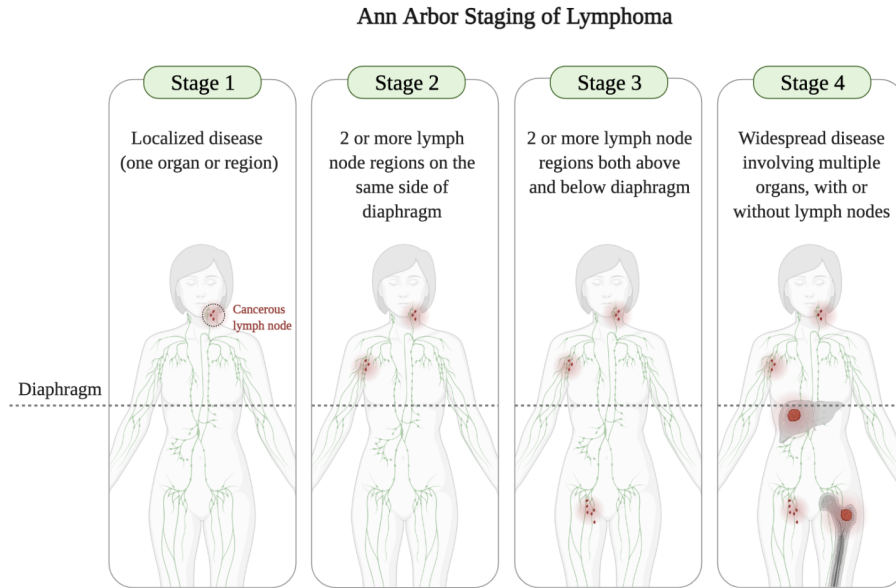 Ann Arbor Staging of Lymphoma
Stage 1
Localized disease
(one organ or region)
Cancerous
lymph node
Stage 2
2 or more lymph
node regions on the
same side of
diaphragm
Stage 3
2 or more lymph node
regions both above
and below diaphragm
Stage 4
Widespread disease
involving multiple
organs, with or
without lymph nodes
Diaphragm